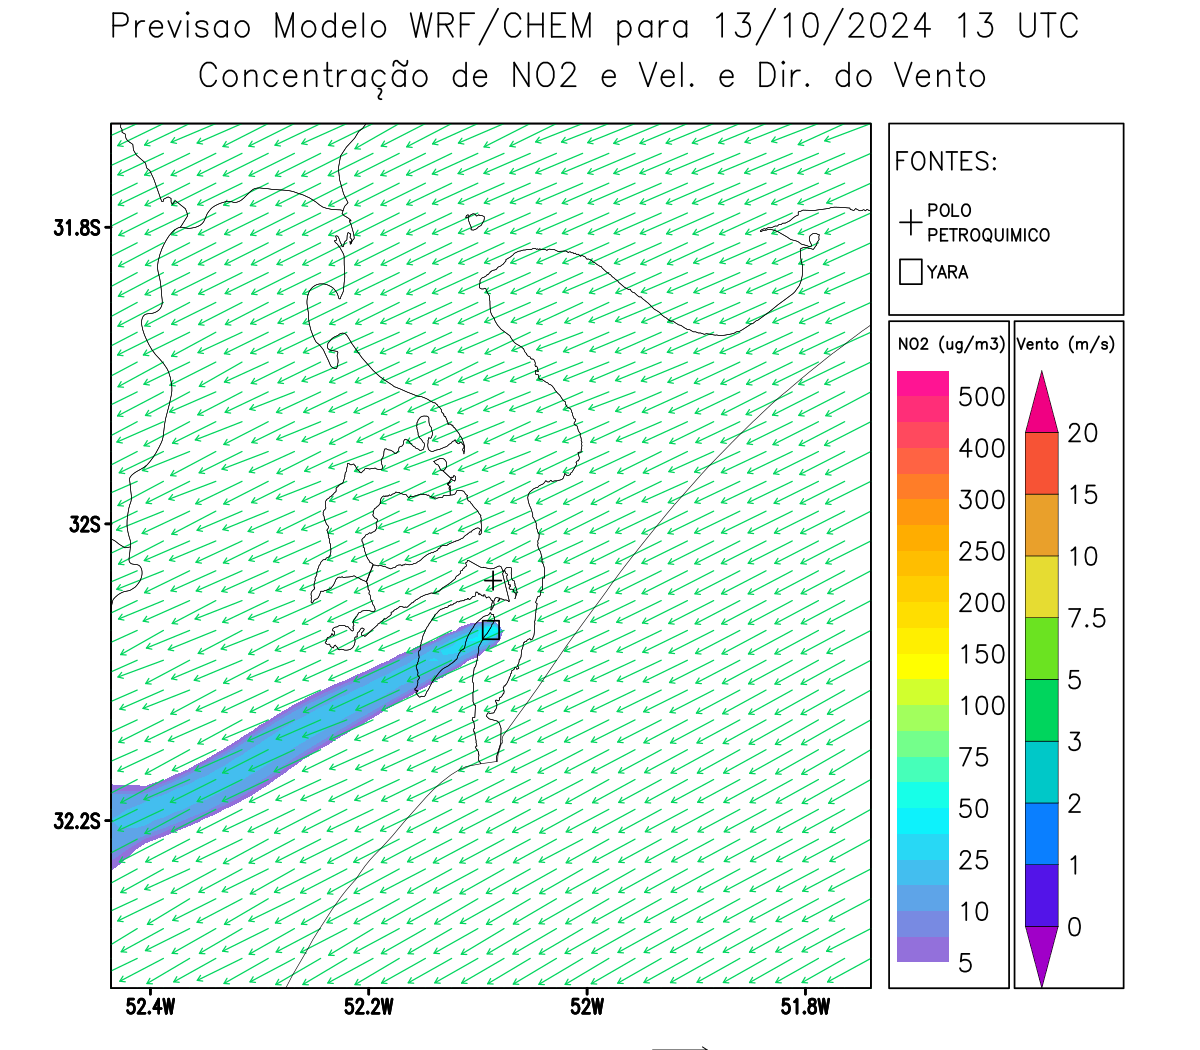 Previsao Modelo WRF/CHEM para 13/10/2024 13 UTC
Concentração de NO2 e Vel. e Dir. do Vento
FONTES:
POLO
PETROQUIMICO
YARA
31.8S
32S
32.2S
52.4W
52.2W
52W
51.8W
NO2 (ug/m3)
500
400
300
250
200
150
100
75
50
25
10
5
Vento (m/s)
20
15
10
7.5
5
3
2
1
0